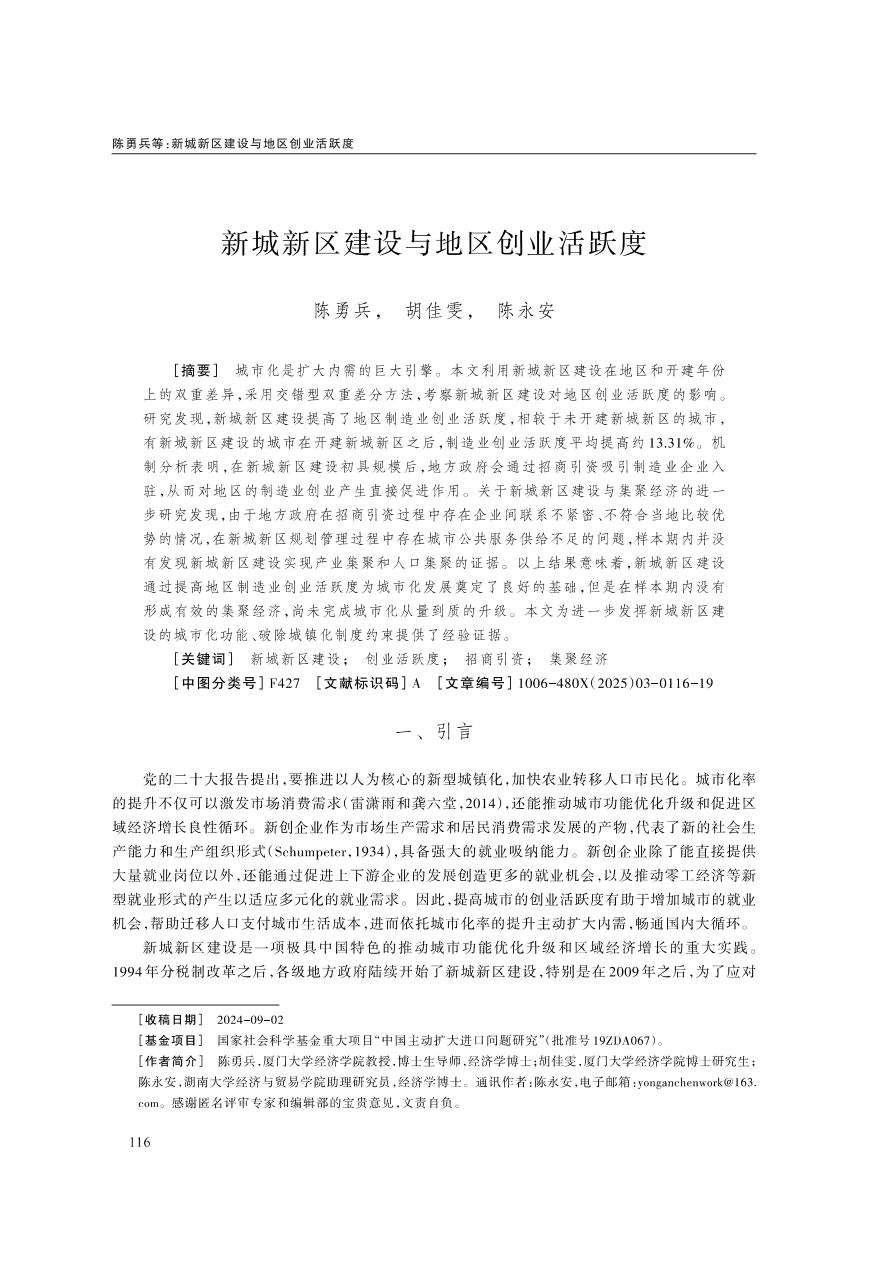 陈勇兵等:新城新区建设与地区创业活跃度
新城新区建设与地区创业活跃度
陈勇兵， 胡佳雯， 陈永安
［摘要］ 城市化是扩大内需的巨大引擎。本文利用新城新区建设在地区和开建年份
上的双重差异，采用交错型双重差分方法，考察新城新区建设对地区创业活跃度的影响。
研究发现，新城新区建设提高了地区制造业创业活跃度，相较于未开建新城新区的城市，
有新城新区建设的城市在开建新城新区之后，制造业创业活跃度平均提高约 13.31%。机
制分析表明，在新城新区建设初具规模后，地方政府会通过招商引资吸引制造业企业入
驻，从而对地区的制造业创业产生直接促进作用。关于新城新区建设与集聚经济的进一
步研究发现，由于地方政府在招商引资过程中存在企业间联系不紧密、不符合当地比较优
势的情况，在新城新区规划管理过程中存在城市公共服务供给不足的问题，样本期内并没
有发现新城新区建设实现产业集聚和人口集聚的证据。以上结果意味着，新城新区建设
通过提高地区制造业创业活跃度为城市化发展奠定了良好的基础，但是在样本期内没有
形成有效的集聚经济，尚未完成城市化从量到质的升级。本文为进一步发挥新城新区建
设的城市化功能、破除城镇化制度约束提供了经验证据。
［关键词］ 新城新区建设； 创业活跃度； 招商引资； 集聚经济
［中图分类号］F427 ［文献标识码］A ［文章编号］1006-480X(2025)03-0116-19
一、引言
党的二十大报告提出，要推进以人为核心的新型城镇化，加快农业转移人口市民化。城市化率
的提升不仅可以激发市场消费需求（雷潇雨和龚六堂，2014），还能推动城市功能优化升级和促进区
域经济增长良性循环。新创企业作为市场生产需求和居民消费需求发展的产物，代表了新的社会生
产能力和生产组织形式（Schumpeter，1934），具备强大的就业吸纳能力。新创企业除了能直接提供
大量就业岗位以外，还能通过促进上下游企业的发展创造更多的就业机会，以及推动零工经济等新
型就业形式的产生以适应多元化的就业需求。因此，提高城市的创业活跃度有助于增加城市的就业
机会，帮助迁移人口支付城市生活成本，进而依托城市化率的提升主动扩大内需，畅通国内大循环。
新城新区建设是一项极具中国特色的推动城市功能优化升级和区域经济增长的重大实践。
1994年分税制改革之后，各级地方政府陆续开始了新城新区建设，特别是在2009年之后，为了应对
［收稿日期］ 2024-09-02
［基金项目］ 国家社会科学基金重大项目“中国主动扩大进口问题研究”（批准号19ZDA067）。
［作者简介］ 陈勇兵，厦门大学经济学院教授，博士生导师，经济学博士；胡佳雯，厦门大学经济学院博士研究生；
陈永安，湖南大学经济与贸易学院助理研究员，经济学博士。通讯作者：陈永安，电子邮箱：yonganchenwork@163.
com。感谢匿名评审专家和编辑部的宝贵意见，文责自负。
116